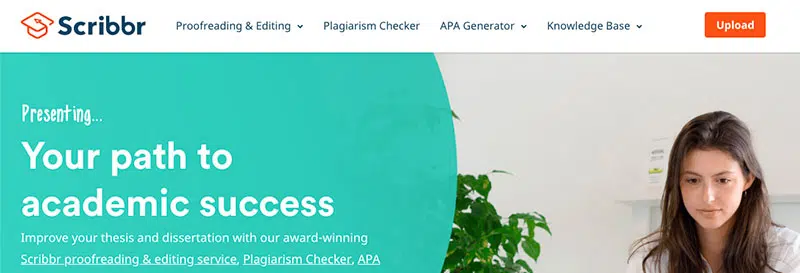 Scribbr Proofreading & Editing Plagiarism Checker APA Generator Knowledge Base Upload
Presenting...
Your path to
academic success
Improve your thesis and dissertation with our award-winning
Scribbr proofreading & editing service, Plagiarism Checker, APA